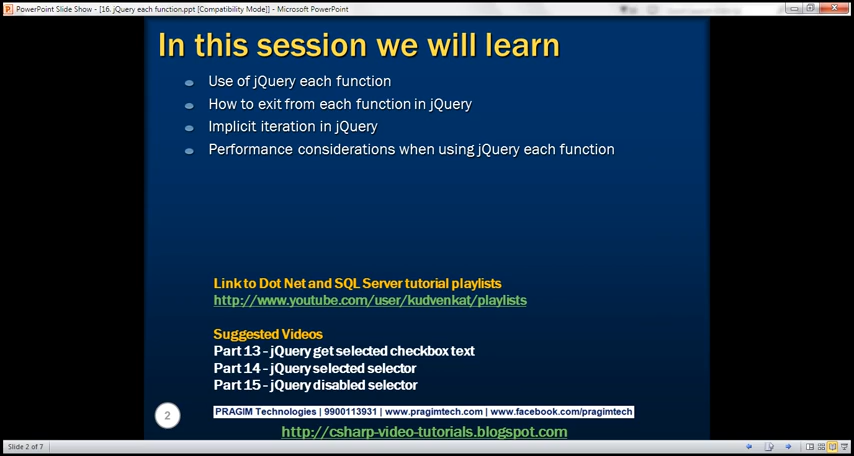 PowerPoint Slide Show - [16. jQuery each function.ppt [Compatibility Mode]] - Microsoft PowerPoint
In this session we will learn
Use of jQuery each function
How to exit from each function in jQuery
Implicit iteration in jQuery
Performance considerations when using jQuery each function
Link to Dot Net and SQL Server tutorial playlists
http://www.youtube.com/user/kudvenkat/playlists
Suggested Videos
Part 13 - jQuery get selected checkbox text
Part 14 - jQuery selected selector
Part 15 - jQuery disabled selector
2
PRAGIM Technologies | 9900113931 | www.pragimtech.com | www.facebook.com/pragimtech
http://csharp-video-tutorials.blogspot.com
Slide 2 of 7